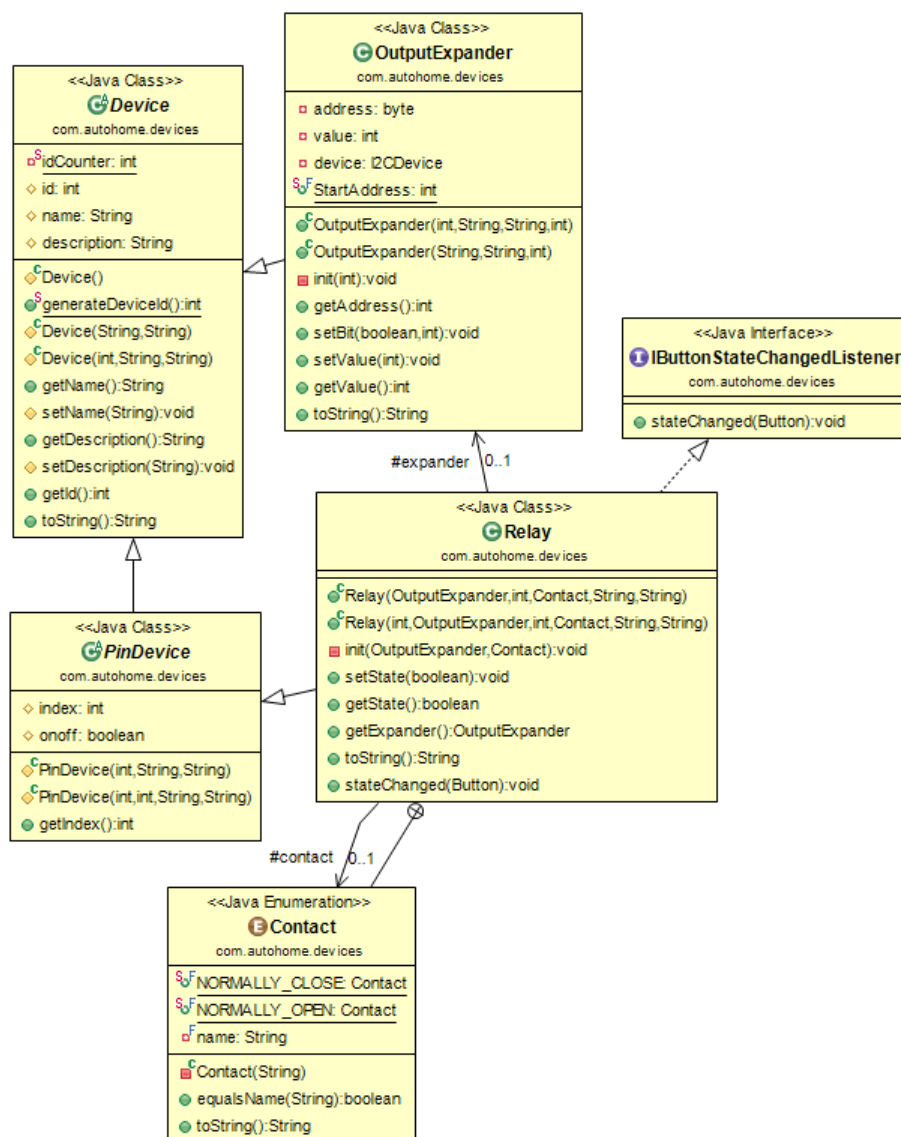 <<Java Class>>
OutputExpander
com.autohome.devices
address: byte
value: int
device: I2CDevice
StartAddress: int
OutputExpander(int,String,String,int)
OutputExpander(String,String,int)
init(int):void
getAddress():int
setBit(boolean,int):void
setValue(int):void
getValue():int
toString():String
<<Java Class>>
Device
com.autohome.devices
idCounter: int
id: int
name: String
description: String
Device()
generateDeviceId():int
Device(String,String)
Device(int,String,String)
getName():String
setName(String):void
getDescription():String
setDescription(String):void
getId():int
toString():String
<<Java Interface>>
IButtonStateChangedListener
com.autohome.devices
stateChanged(Button):void
#expander 0..1
<<Java Class>>
Relay
com.autohome.devices
Relay(OutputExpander,int,Contact,String,String)
Relay(int,OutputExpander,int,Contact,String,String)
init(OutputExpander,Contact):void
setState(boolean):void
getState():boolean
getExpander():OutputExpander
toString():String
stateChanged(Button):void
<<Java Class>>
PinDevice
com.autohome.devices
index: int
onoff: boolean
PinDevice(int,String,String)
PinDevice(int,int,String,String)
getIndex():int
#contact 0..1
<<Java Enumeration>>
Contact
com.autohome.devices
NORMALLY_CLOSE: Contact
NORMALLY_OPEN: Contact
name: String
Contact(String)
equalsName(String):boolean
toString():String